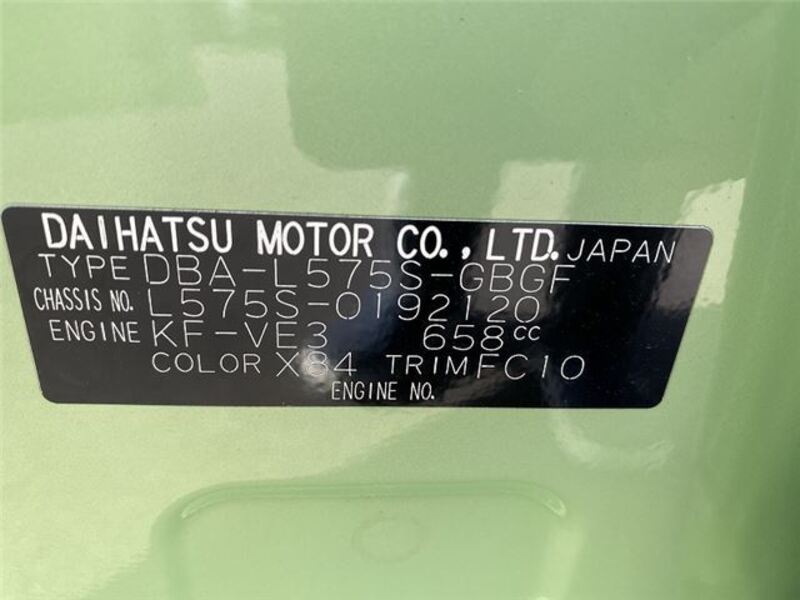 DAIHATSU MOTOR CO., LTD. JAPAN
TYPE DBA-L575S-GBGF
CHASSIS NO. L575S-0192120
ENGINE KF-VE3 658cc
COLOR X84 TRIM FC10
ENGINE NO.